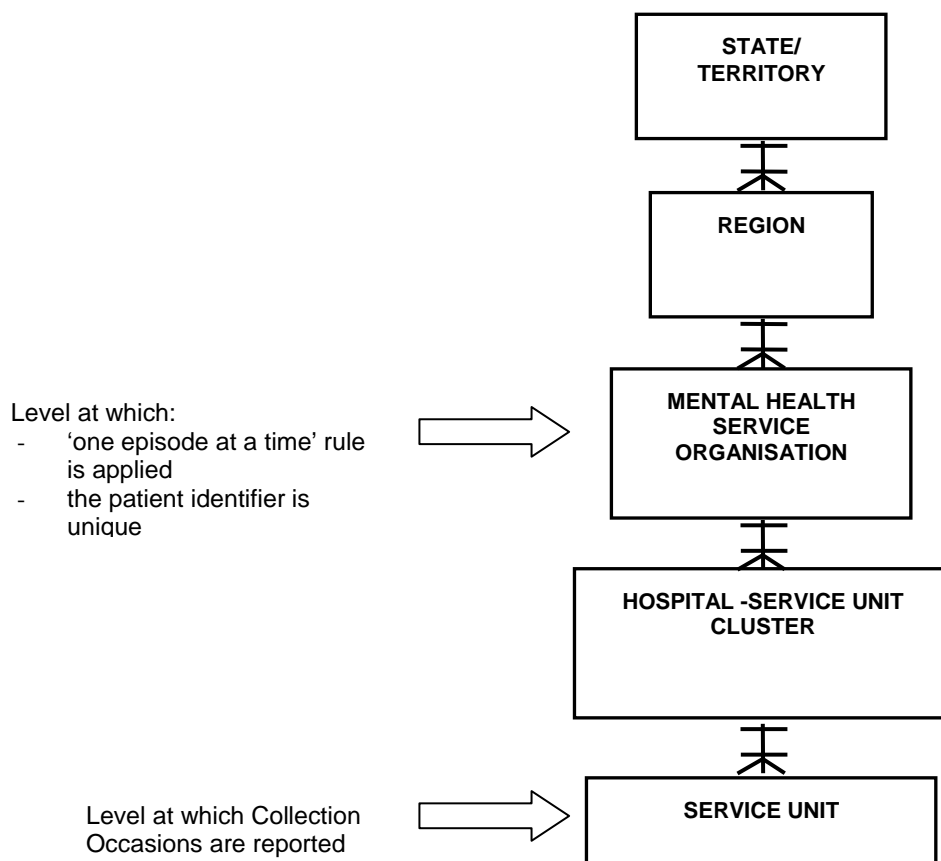 STATE/
TERRITORY
REGION
Level at which:
- ‘one episode at a time’ rule
is applied
- the patient identifier is
unique
MENTAL HEALTH
SERVICE
ORGANISATION
HOSPITAL -SERVICE UNIT
CLUSTER
Level at which Collection
Occasions are reported
SERVICE UNIT